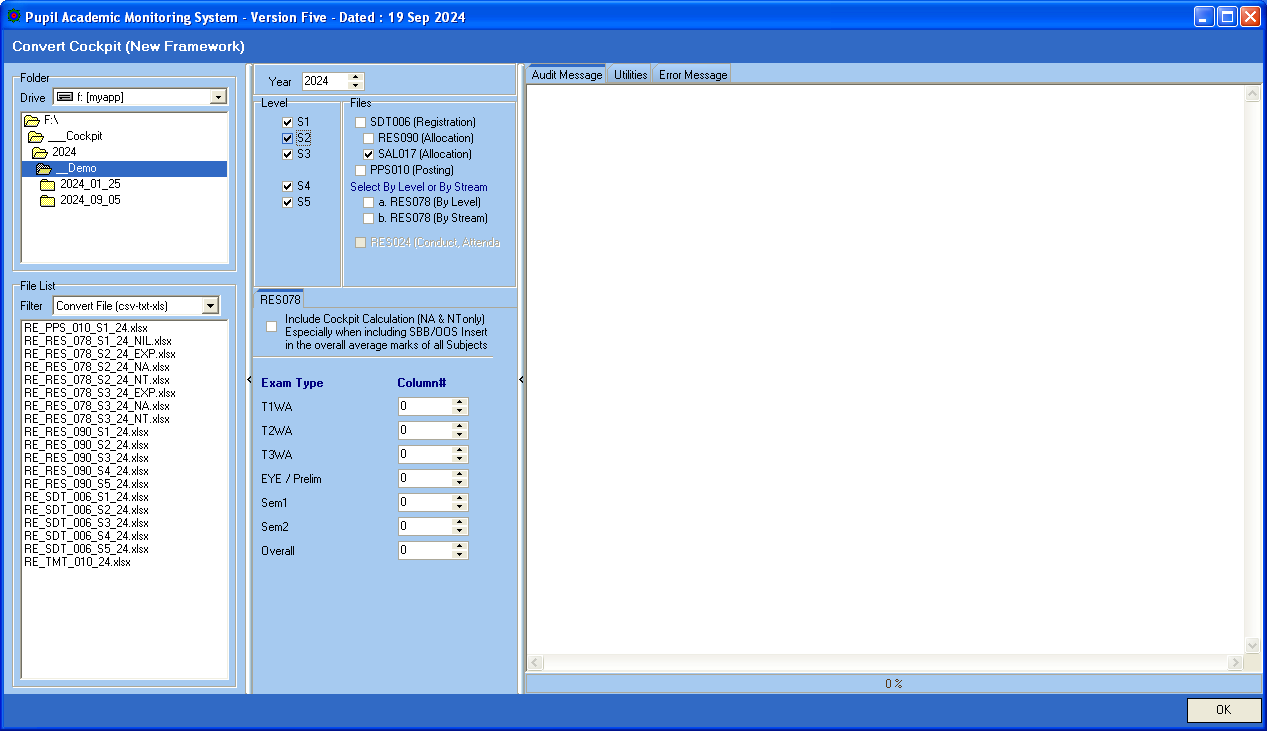 Pupil Academic Monitoring System - Version Five - Dated : 19 Sep 2024
Convert Cockpit (New Framework)
Folder
Drive f: [myapp]
F:\
___Cockpit
2024
__Demo
2024_01_25
2024_09_05
File List
Filter Convert File (csv-txt-xls)
RE_PPS_010_S1_24.xlsx
RE_RES_078_S1_24_NIL.xlsx
RE_RES_078_S2_24_EXP.xlsx
RE_RES_078_S2_24_NA.xlsx
RE_RES_078_S2_24_NT.xlsx
RE_RES_078_S3_24_EXP.xlsx
RE_RES_078_S3_24_NA.xlsx
RE_RES_078_S3_24_NT.xlsx
RE_RES_090_S1_24.xlsx
RE_RES_090_S2_24.xlsx
RE_RES_090_S3_24.xlsx
RE_RES_090_S4_24.xlsx
RE_RES_090_S5_24.xlsx
RE_SDT_006_S1_24.xlsx
RE_SDT_006_S2_24.xlsx
RE_SDT_006_S3_24.xlsx
RE_SDT_006_S4_24.xlsx
RE_SDT_006_S5_24.xlsx
RE_TMT_010_24.xlsx
Year 2024
Level
S1
S2
S3
S4
S5
Files
SDT006 (Registration)
RES090 (Allocation)
SAL017 (Allocation)
PPS010 (Posting)
Select By Level or By Stream
a. RES078 (By Level)
b. RES078 (By Stream)
RES024 (Conduct, Attenda
RES078
Include Cockpit Calculation (NA & NT only)
Especially when including SBB/OOS Insert
in the overall average marks of all Subjects
Exam Type Column#
T1WA 0
T2WA 0
T3WA 0
EYE / Prelim 0
Sem1 0
Sem2 0
Overall 0
Audit Message Utilities Error Message
0 %
OK